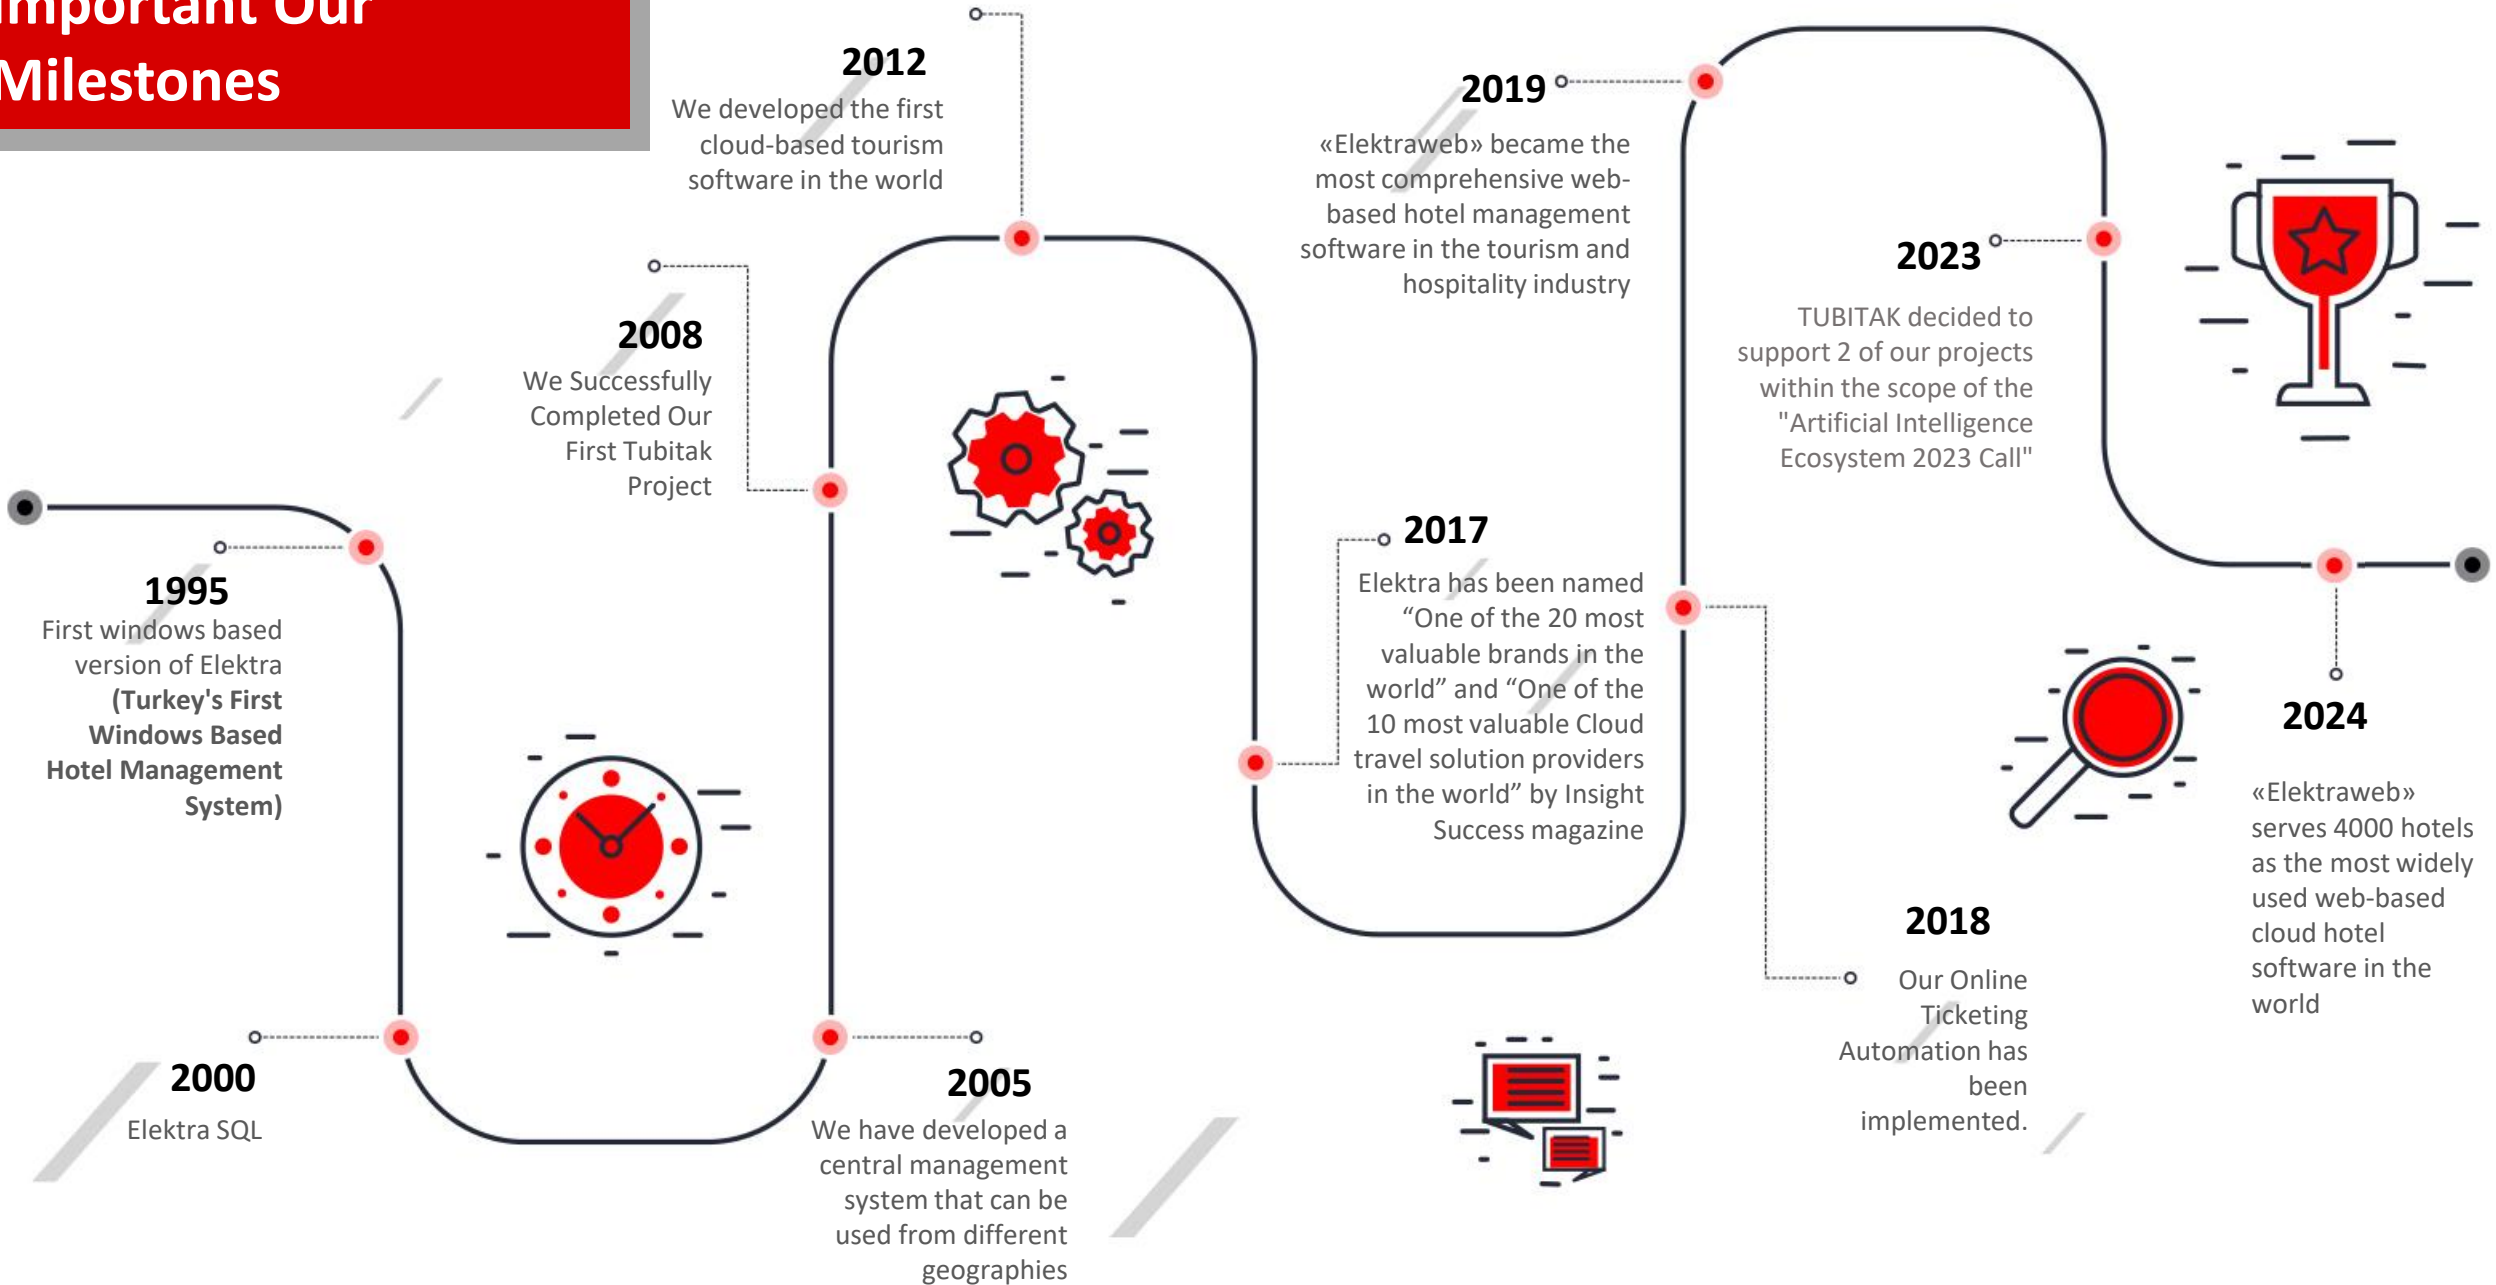 Important Our
Milestones
1995
First windows based
version of Elektra
(Turkey's First
Windows Based
Hotel Management
System)
2000
Elektra SQL
2005
We have developed a
central management
system that can be
used from different
geographies
2008
We Successfully
Completed Our
First Tubitak
Project
2012
We developed the first
cloud-based tourism
software in the world
2017
Elektra has been named
“One of the 20 most
valuable brands in the
world” and “One of the
10 most valuable Cloud
travel solution providers
in the world” by Insight
Success magazine
2018
Our Online
Ticketing
Automation has
been
implemented.
2019
«Elektraweb» became the
most comprehensive web-
based hotel management
software in the tourism and
hospitality industry
2023
TUBITAK decided to
support 2 of our projects
within the scope of the
"Artificial Intelligence
Ecosystem 2023 Call"
2024
«Elektraweb»
serves 4000 hotels
as the most widely
used web-based
cloud hotel
software in the
world